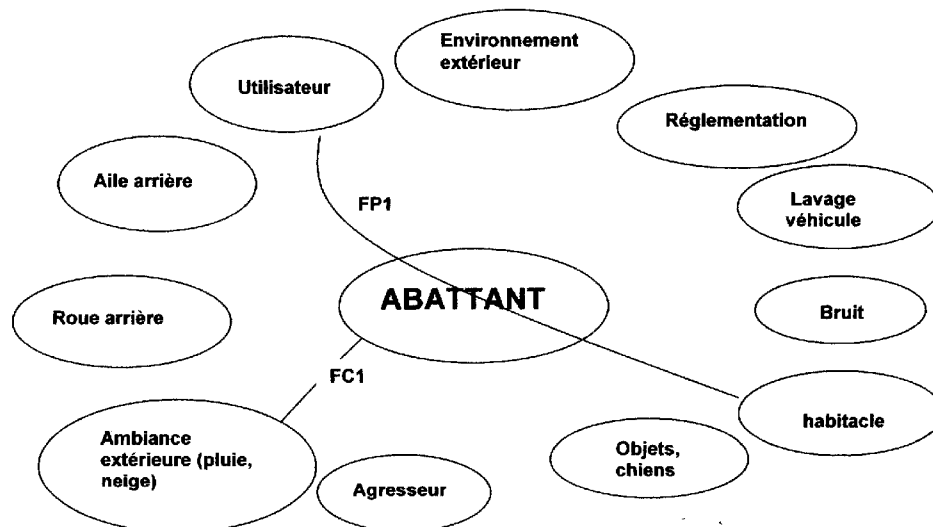 Environnement
extérieur
Utilisateur
Réglementation
Aile arrière
Lavage
véhicule
FP1
ABATTANT
Bruit
Roue arrière
FC1
habitacle
Ambiance
extérieure (pluie,
neige)
Objets,
chiens
Agresseur